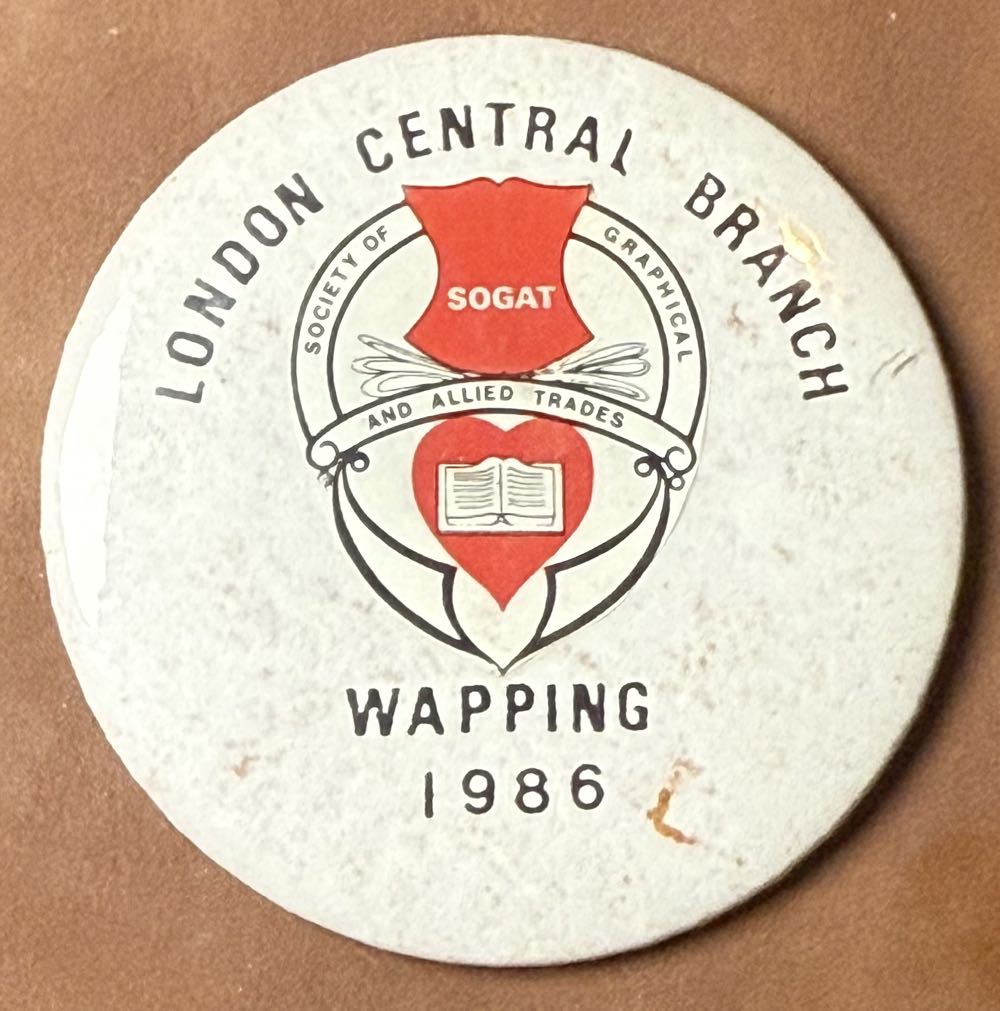 LONDON CENTRAL BRANCH
SOCIETY OF
GRAPHICAL
SOGAT
AND ALLIED TRADES
WAPPING
1986